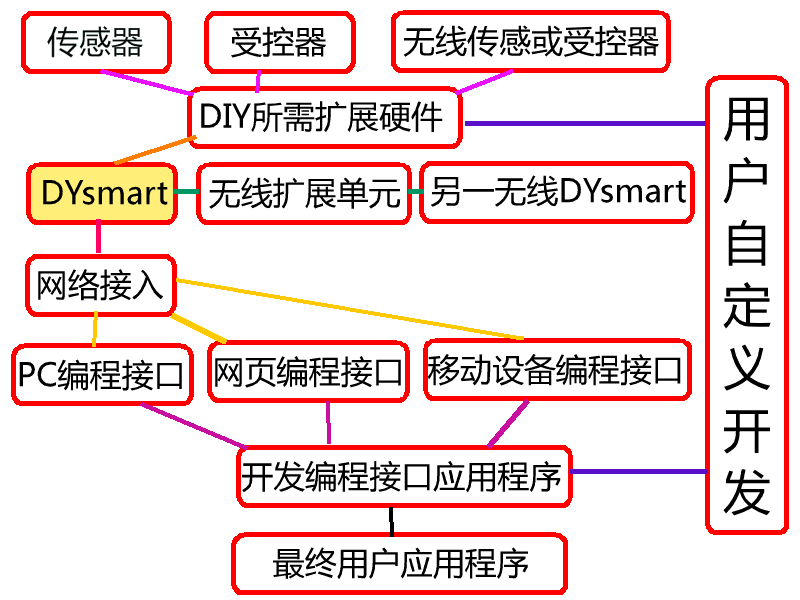 传感器
受控器
无线传感或受控器
DIY所需扩展硬件
DYsmart
无线扩展单元
另一无线DYsmart
网络接入
PC编程接口
网页编程接口
移动设备编程接口
开发编程接口应用程序
最终用户应用程序
用户自定义开发